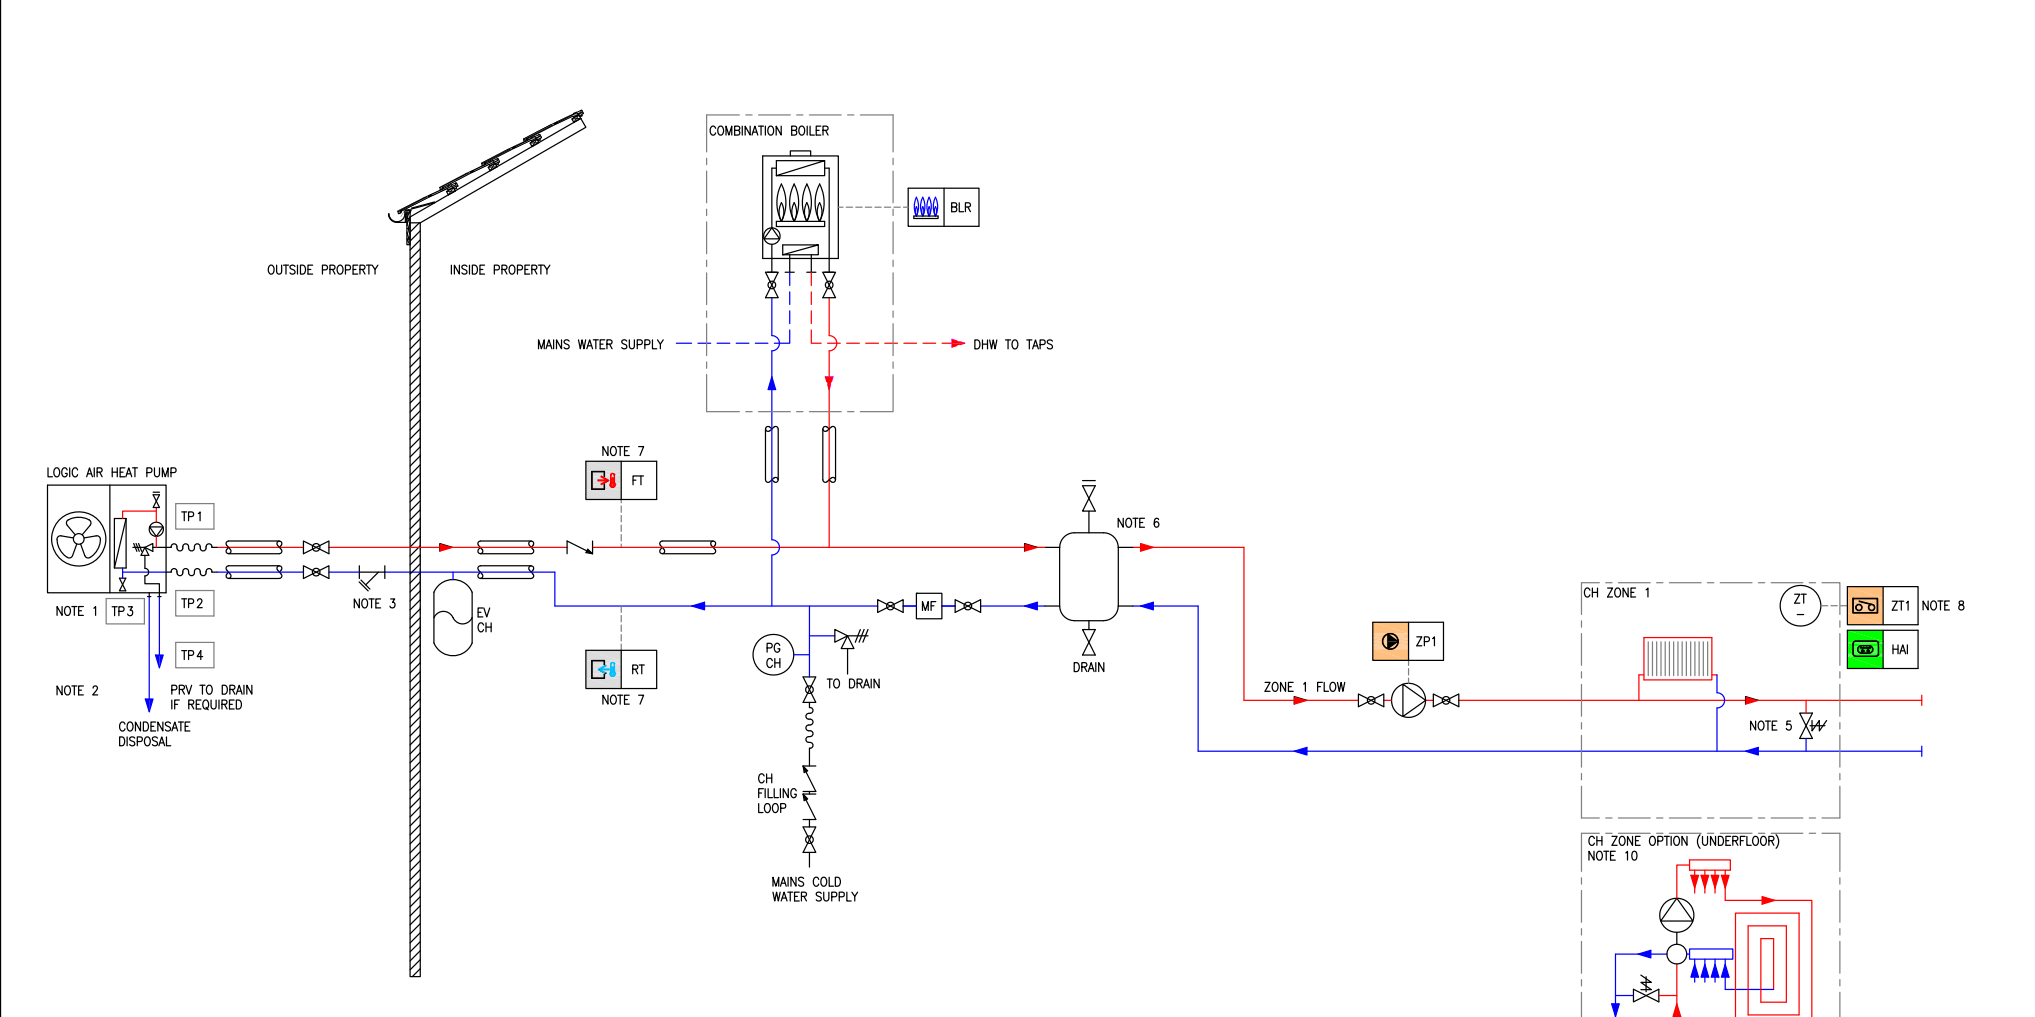 COMBINATION BOILER
BLR
OUTSIDE PROPERTY
INSIDE PROPERTY
MAINS WATER SUPPLY
DHW TO TAPS
NOTE 7
FT
LOGIC AIR HEAT PUMP
TP1
NOTE 6
NOTE 1
TP3
TP2
NOTE 3
EV
CH
MF
CH ZONE 1
ZT
–
ZT1
NOTE 8
HAI
TP4
NOTE 2
PRV TO DRAIN
IF REQUIRED
CONDENSATE
DISPOSAL
RT
NOTE 7
PG
CH
TO DRAIN
DRAIN
ZP1
ZONE 1 FLOW
NOTE 5
CH
FILLING
LOOP
MAINS COLD
WATER SUPPLY
CH ZONE OPTION (UNDERFLOOR)
NOTE 10